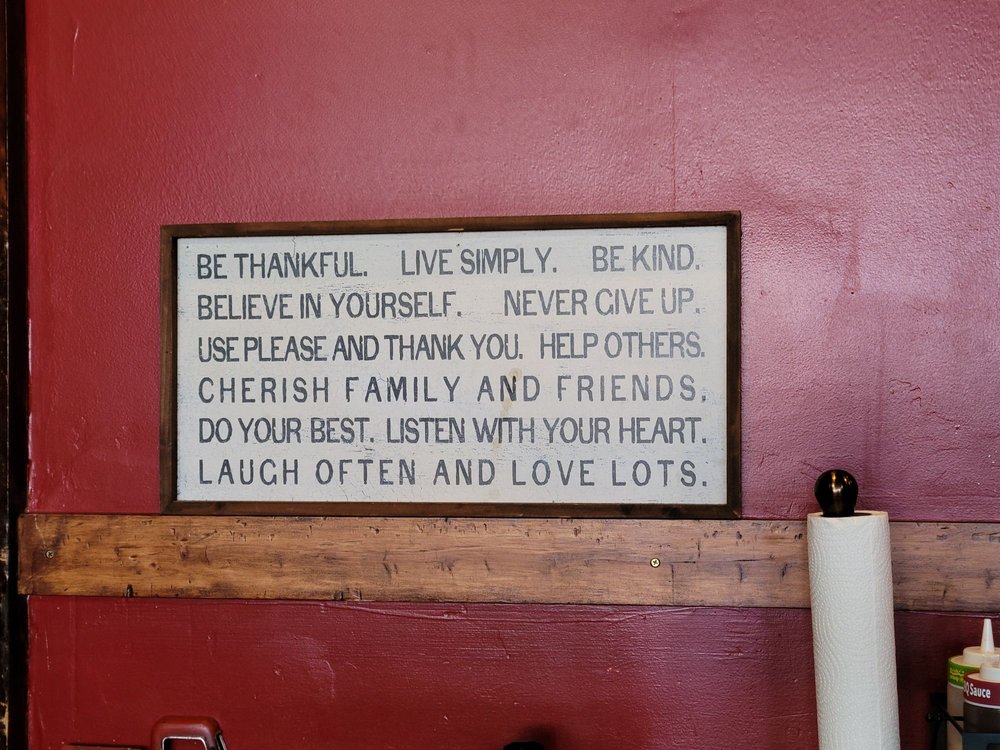 BE THANKFUL. LIVE SIMPLY. BE KIND.
BELIEVE IN YOURSELF. NEVER GIVE UP.
USE PLEASE AND THANK YOU. HELP OTHERS.
CHERISH FAMILY AND FRIENDS.
DO YOUR BEST. LISTEN WITH YOUR HEART.
LAUGH OFTEN AND LOVE LOTS.
Sauce